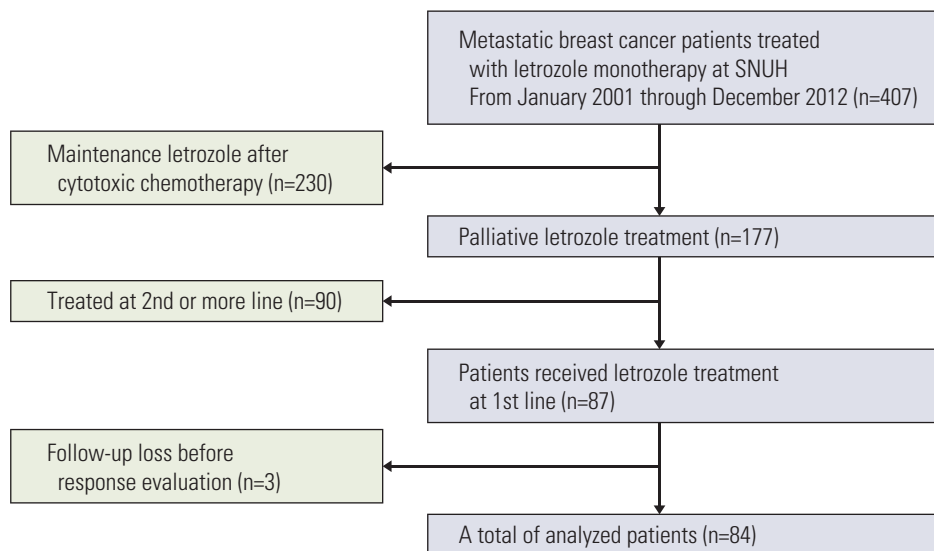 Metastatic breast cancer patients treated
with letrozole monotherapy at SNUH
From January 2001 through December 2012 (n=407)
Maintenance letrozole after
cytotoxic chemotherapy (n=230)
Palliative letrozole treatment (n=177)
Treated at 2nd or more line (n=90)
Patients received letrozole treatment
at 1st line (n=87)
Follow-up loss before
response evaluation (n=3)
A total of analyzed patients (n=84)